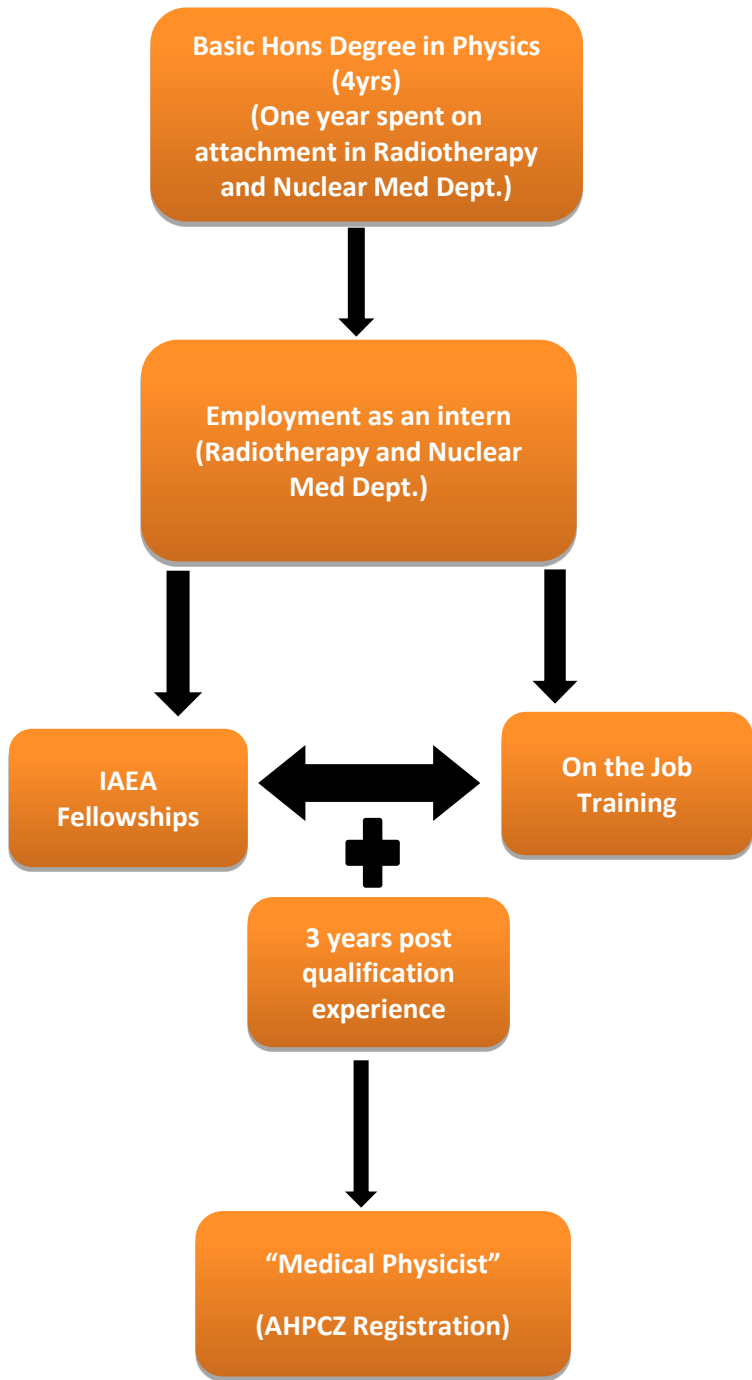 Basic Hons Degree in Physics
(4yrs)
(One year spent on
attachment in Radiotherapy
and Nuclear Med Dept.)
Employment as an intern
(Radiotherapy and Nuclear
Med Dept.)
IAEA
Fellowships
On the Job
Training
3 years post
qualification
experience
“Medical Physicist”
(AHPCZ Registration)